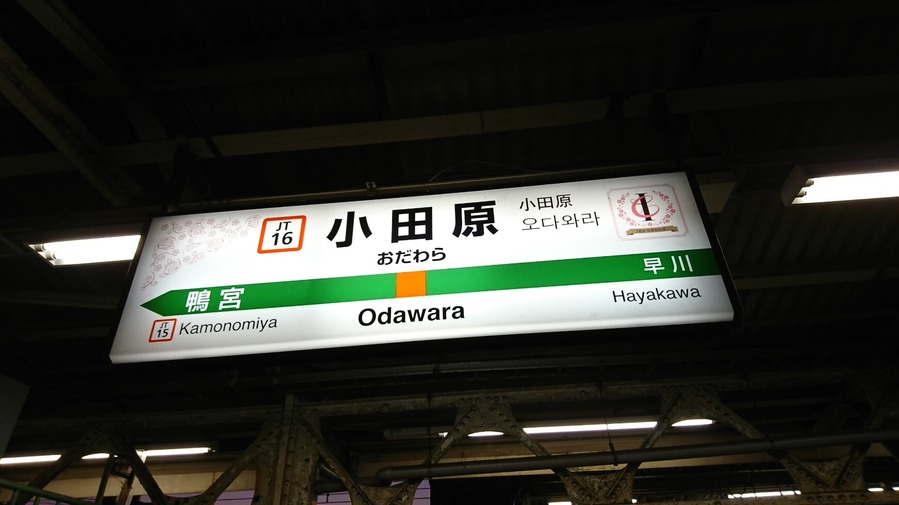 JT
16
小田原
小田原
오다와라
おだわら
鴨宮
早川
JT
15
Kamonomiya
Odawara
Hayakawa